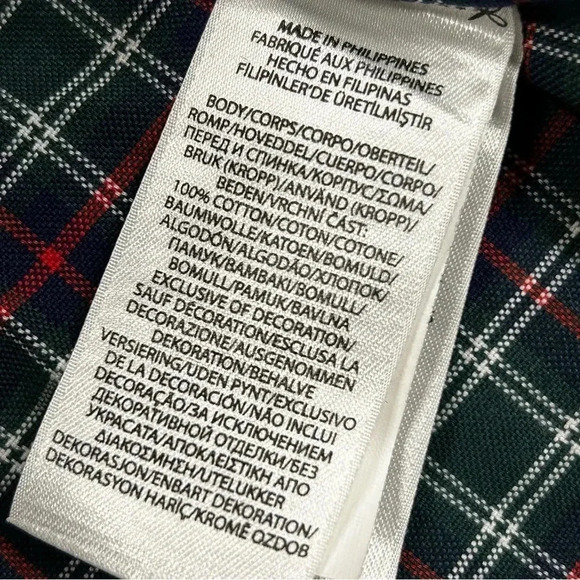 MADE IN PHILIPPINES
FABRIQUÉ AUX PHILIPPINES
HECHO EN FILIPINAS
FILIPINLER'DE ÜRETILMIŞTIR
BODY/CORPS/CORPO/OBERTEIL/
ROMP/HOVEDDEL/CUERPO/CORPO/
ПЕРЕД И СПИНКА/КОРПУС/ΣΩΜΑ/
BRUK (KROPP)/ANVÄND (KROPP)/
BEDEN/VRCHNÍ ČÁST:
100% COTTON/COTON/COTONE/
BAUMWOLLE/KATOEN/BOMULD/
ALGODÓN/ALGODÃO/ХЛОПОК/
ПАМУК/ΒΑΜΒΑΚΙ/BOMULL/
BOMULL/PAMUK/BAVLNA
EXCLUSIVE OF DECORATION/
SAUF DÉCORATION/ESCLUSA LA
DECORAZIONE/AUSGENOMMEN
DEKORATION/BEHALVE
VERSIERING/UDEN PYNT/EXCLUSIVO
DE LA DECORACIÓN/NÃO INCLUI
DECORAÇÃO/ЗА ИСКЛЮЧЕНИЕМ
ДЕКОРАТИВНОЙ ОТДЕЛКИ/БЕЗ
УКРАСАТА/ΑΠΟΚΛΕΙΣΤΙΚΗ ΑΠΟ
ΔΙΑΚΟΣΜΗΣΗ/UTELUKKER
DEKORASJON/ENBART DEKORATION/
DEKORASYON HARİÇ/KROMĚ OZDOB